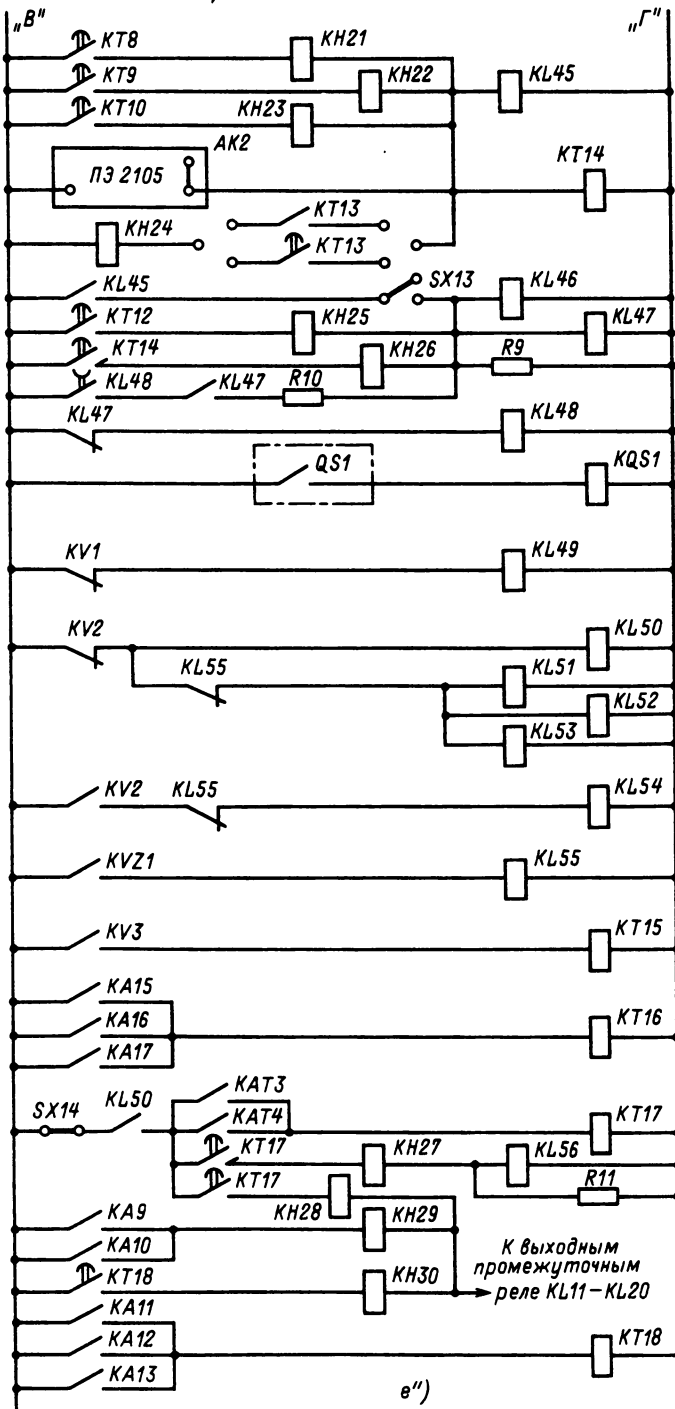 „В" „Г"
KT8 KH21
KT9 KH22 KL45
KT10 KH23
AK2
ПЭ 2105 KT14
KH24 KT13
KT13
KL45 SX13 KL46
KT12 KH25 KL47
KT14 KH26 R9
KL48 KL47 R10
KL47 KL48
QS1 KQS1
KV1 KL49
KV2 KL50
KL55 KL51
KL52
KL53
KV2 KL55 KL54
KVZ1 KL55
KV3 KT15
KA15
KA16 KT16
KA17
KAT3
SX14 KL50 KAT4 KT17
KT17 KH27 KL56
KT17 R11
KH28 KH29
KA9
KA10
К выходным
промежуточным
реле KL11–KL20
KT18 KH30
KA11
KA12 KT18
KA13
в")